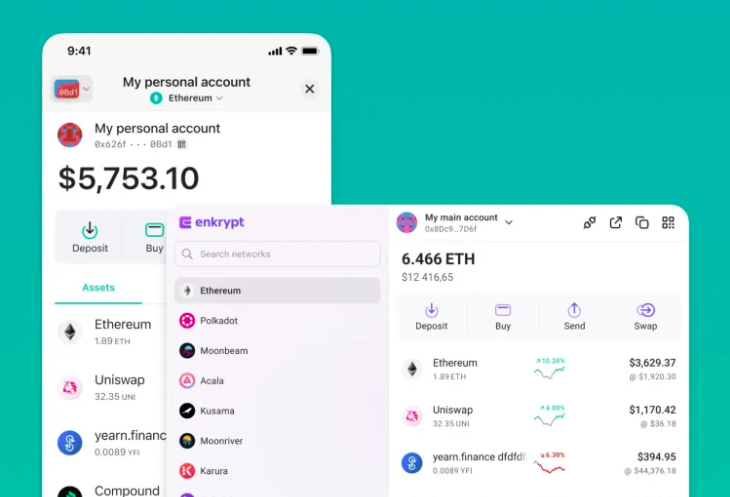 9:41
0Bd1
My personal account
Ethereum
My personal account
0x626f ··· 0Bd1
$5,753.10
Deposit
Buy
Assets
Ethereum
1.89 ETH
Uniswap
32.35 UNI
yearn.financ
0.0089 YFI
Compound
enkrypt
Search networks
Ethereum
Polkadot
Moonbeam
Acala
Kusama
Moonriver
Karura
My main account
0x8Dc9...7D6f
6.466 ETH
$12 416,65
Deposit
Buy
Send
Swap
Ethereum
1.89 ETH
10.20%
$3,629.37
@ $1,920.30
Uniswap
32.35 UNI
4.00%
$1,170.42
@ $36.18
yearn.finance dfdfdf
0.0089 YFI
6.30%
$394.95
@ $44,376.18